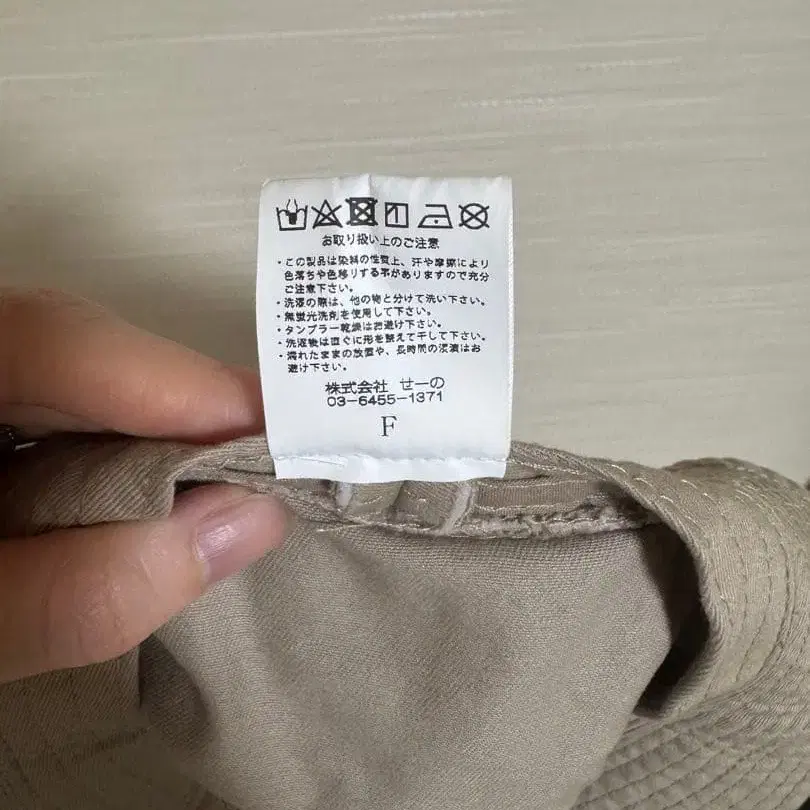 お取り扱い上のご注意
・この製品は染料の性質上、汗や摩擦により
色落ちや色移りする事がありますので充分
ご注意下さい。
・洗濯の際は、他の物と分けて洗い下さい。
・無蛍光洗剤を使用して下さい。
・タンブラー乾燥はお避け下さい。
・洗濯後は直ぐに形を整えて干して下さい。
・濡れたままの放置や、長時間の浸漬はお
避け下さい。
株式会社 せーの
03-6455-1371
F